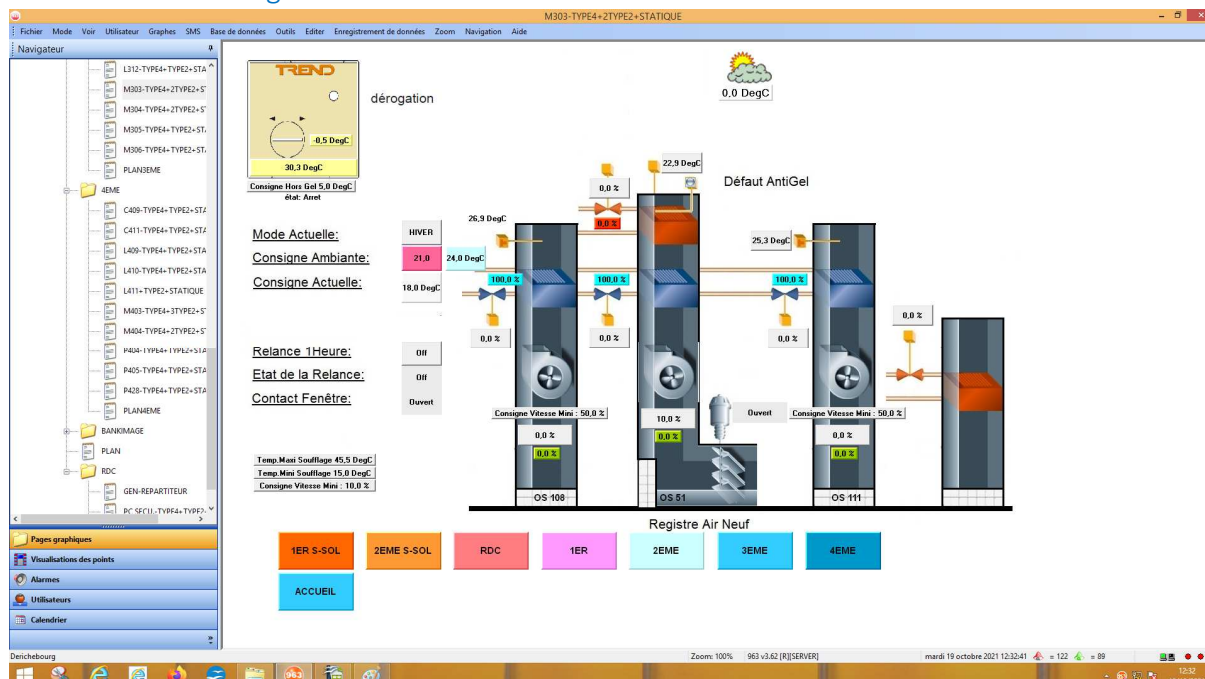 M303-TYPE4+2TYPE2+STATIQUE
Fichier Mode Voir Utilisateur Graphes SMS Base de données Outils Editer Enregistrement de données Zoom Navigation Aide
Navigateur
L312-TYPE4+TYPE2+STA
M303-TYPE4+2TYPE2+S
M304-TYPE4+2TYPE2+S
M305-TYPE4+TYPE2+ST
M306-TYPE4+TYPE2+ST
PLAN3EME
4EME
C409-TYPE4+TYPE2+STA
C411-TYPE4+TYPE2+STA
L409-TYPE4+TYPE2+STA
L410-TYPE4+TYPE2+STA
L411+TYPE2+STATIQUE
M403-TYPE4+3TYPE2+S
M404-TYPE4+2TYPE2+S
P404-TYPE4+TYPE2+STA
P405-TYPE4+TYPE2+STA
P428-TYPE4+TYPE2+STA
PLAN4EME
BANKIMAGE
PLAN
RDC
GEN-REPARTITEUR
PC SECU.-TYPE4+TYPE2-
Pages graphiques
Visualisations des points
Alarmes
Utilisateurs
Calendrier
TREND
dérogation
-0,5 DegC
30,3 DegC
Consigne Hors Gel 5,0 DegC
état: Arret
0,0 DegC
Mode Actuelle: HIVER
Consigne Ambiante: 21,0 24,0 DegC
Consigne Actuelle: 18,0 DegC
Relance 1Heure: Off
Etat de la Relance: Off
Contact Fenêtre: Ouvert
Temp.Maxi Soufflage 45,5 DegC
Temp.Mini Soufflage 15,0 DegC
Consigne Vitesse Mini : 10,0 %
26,9 DegC
100,0 %
0,0 %
Consigne Vitesse Mini : 50,0 %
0,0 %
0,0 %
OS 108
22,9 DegC
0,0 %
0,0 %
Défaut AntiGel
100,0 %
0,0 %
10,0 %
0,0 %
Ouvert
OS 51
25,3 DegC
100,0 %
0,0 %
Consigne Vitesse Mini : 50,0 %
0,0 %
0,0 %
OS 111
0,0 %
Registre Air Neuf
1ER S-SOL 2EME S-SOL RDC 1ER 2EME 3EME 4EME
ACCUEIL
Derichebourg Zoom: 100% 963 v3.62 [R][SERVER] mardi 19 octobre 2021 12:32:41 = 122 = 89
963
12:32